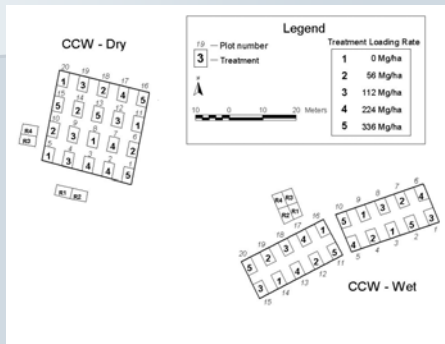 CCW - Dry
20 19 18 17 16
1 3 2 4 5
15 14 13 12 11
5 2 5 3 1
10 9 8 7 6
2 3 1 4 2
5 4 3 2 1
1 3 4 4 5
R4
R3
R1 R2
Legend
19 — Plot number
3 — Treatment
10 0 10 20 Meters
Treatment Loading Rate
1 0 Mg/ha
2 56 Mg/ha
3 112 Mg/ha
4 224 Mg/ha
5 336 Mg/ha
R4 R3
R2 R1
20 19 18 17 16
5 2 3 4 1
3 1 4 2 5
15 14 13 12 11
10 9 8 7 6
5 1 3 2 4
4 2 1 5 3
5 4 3 2 1
CCW - Wet